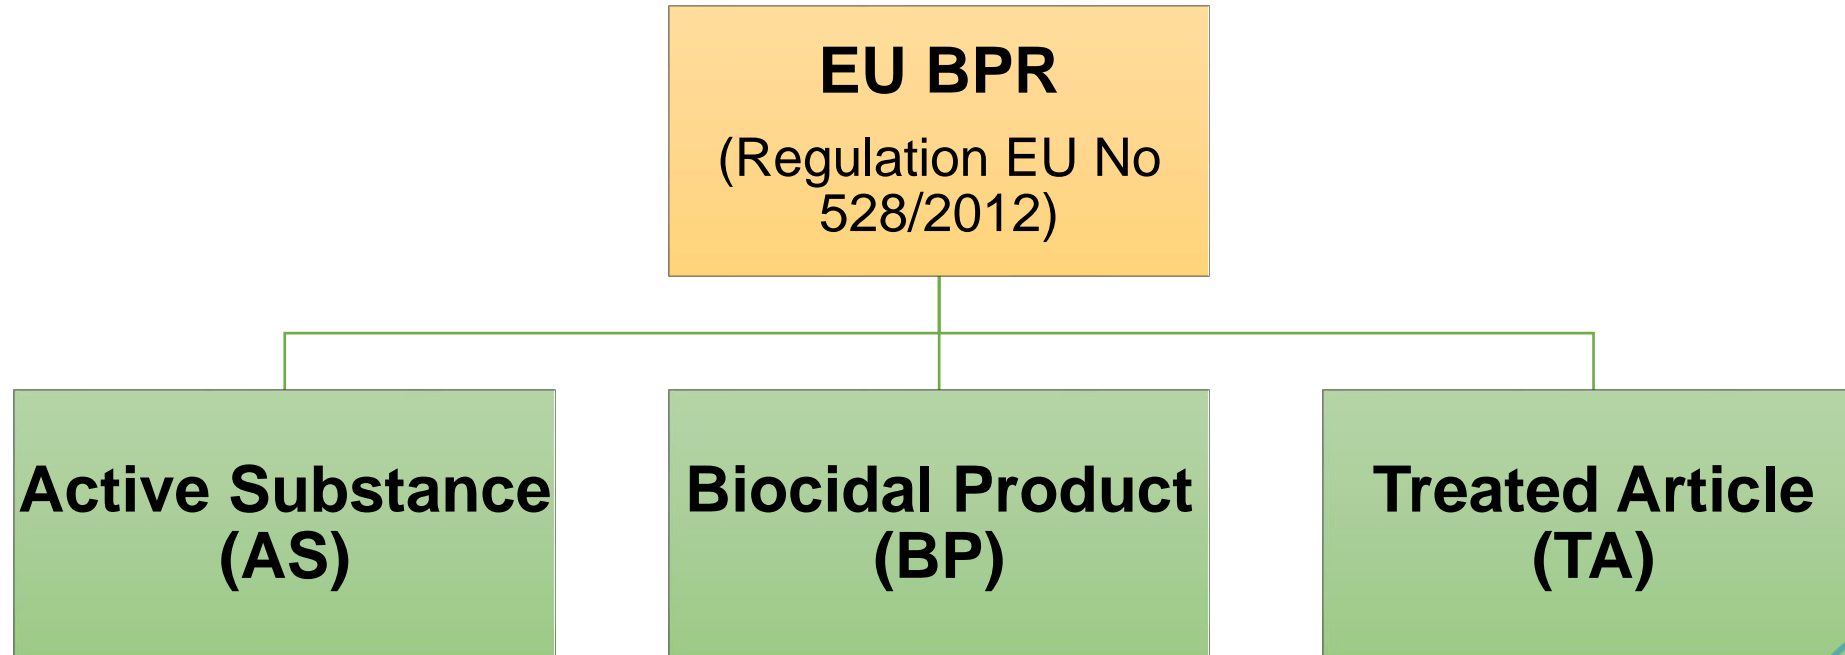 EU BPR
(Regulation EU No
528/2012)
Active Substance
(AS)
Biocidal Product
(BP)
Treated Article
(TA)